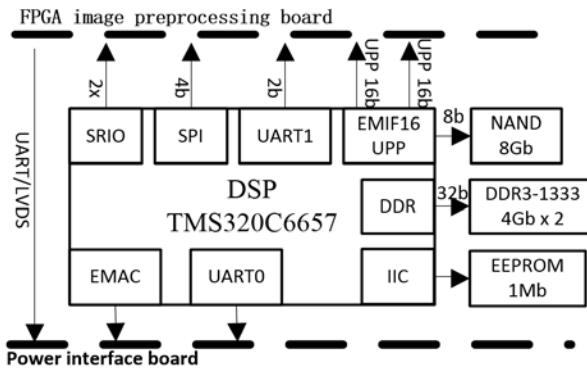 FPGA image preprocessing board
UART/LVDS
2x
4b
2b
UPP 16b
UPP 16b
SRIO
SPI
UART1
EMIF16
UPP
8b
NAND
8Gb
DSP
TMS320C6657
DDR
32b
DDR3-1333
4Gb x 2
EMAC
UART0
IIC
EEPROM
1Mb
Power interface board